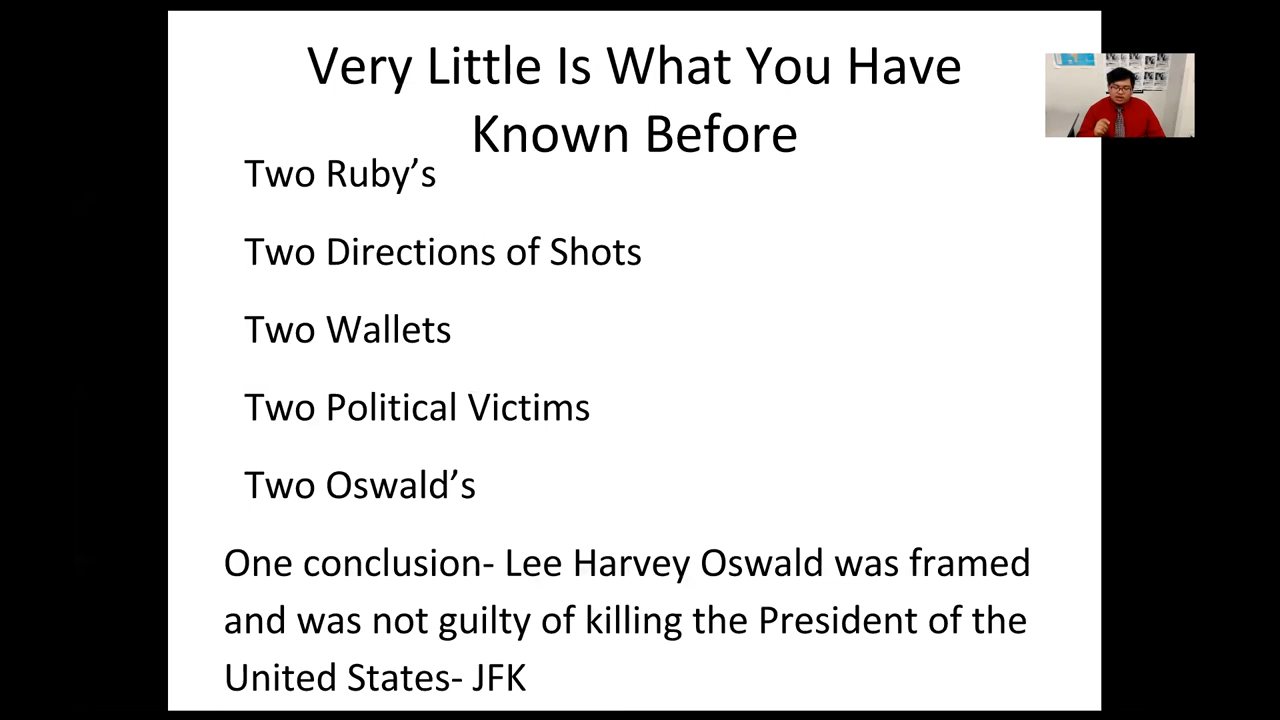 Very Little Is What You Have
Known Before
Two Ruby’s
Two Directions of Shots
Two Wallets
Two Political Victims
Two Oswald’s
One conclusion- Lee Harvey Oswald was framed
and was not guilty of killing the President of the
United States- JFK